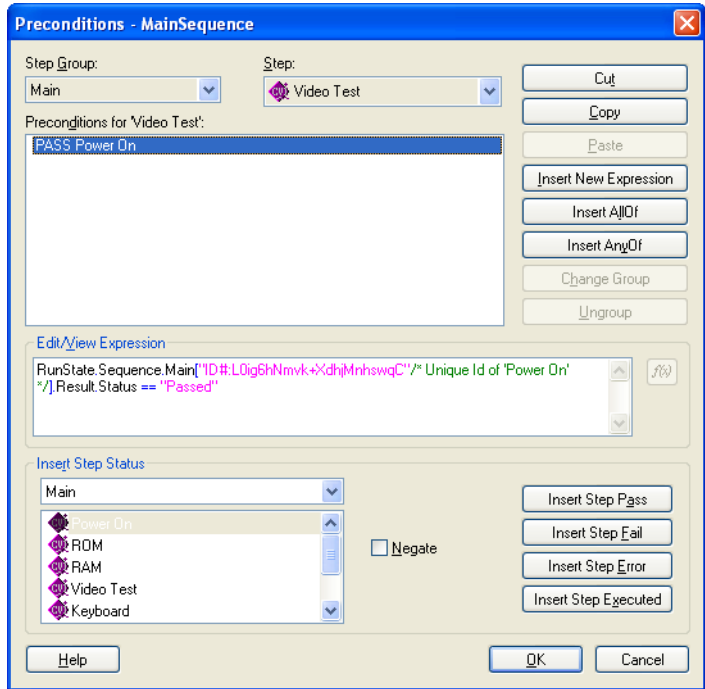 Preconditions - MainSequence
Step Group:
Step:
Main
Video Test
Preconditions for 'Video Test':
PASS Power On
Cut
Copy
Paste
Insert New Expression
Insert AllOf
Insert AnyOf
Change Group
Ungroup
Edit/View Expression
RunState.Sequence.Main["ID#:L0ig6hNmvk+XdhjMnhswqC"/* Unique Id of 'Power On'
*/].Result.Status == "Passed"
f(x)
Insert Step Status
Main
Power On
ROM
RAM
Video Test
Keyboard
Negate
Insert Step Pass
Insert Step Fail
Insert Step Error
Insert Step Executed
Help
OK
Cancel